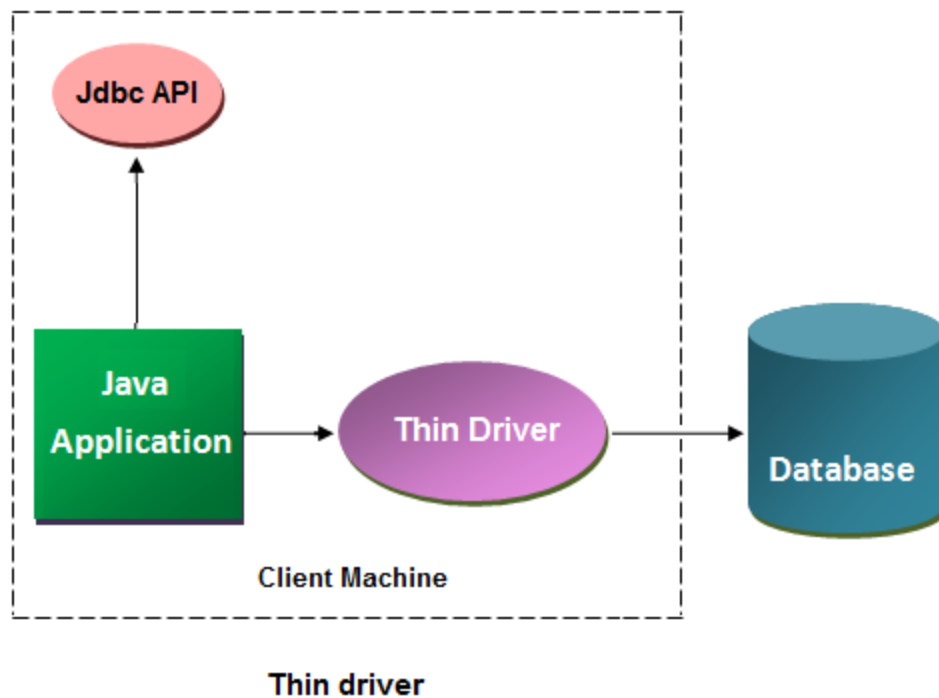 Jdbc API
Java
Application
Thin Driver
Database
Client Machine
Thin driver